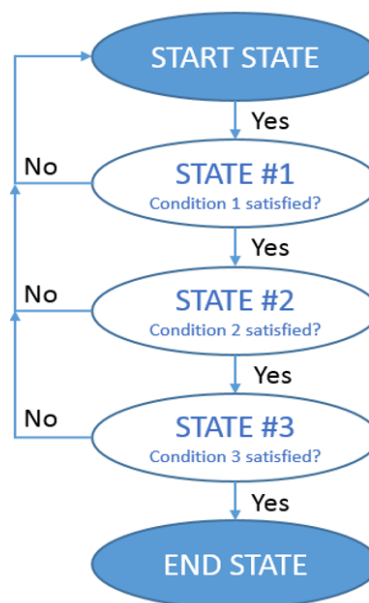 START STATE
Yes
No
STATE #1
Condition 1 satisfied?
Yes
No
STATE #2
Condition 2 satisfied?
Yes
No
STATE #3
Condition 3 satisfied?
Yes
END STATE